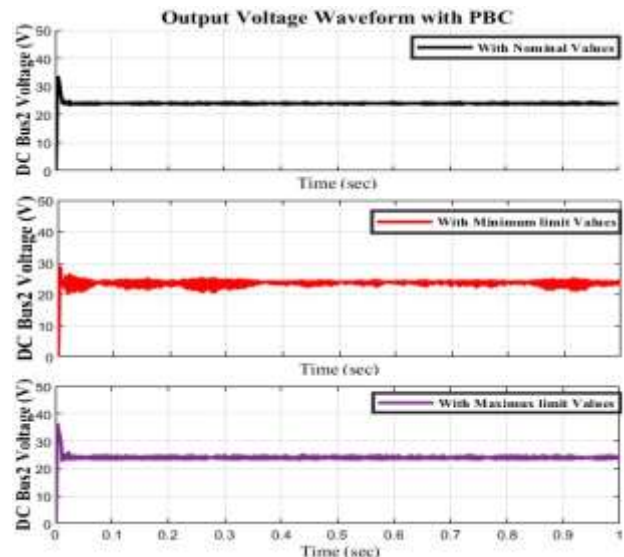 Output Voltage Waveform with PBC
DC Bus2 Voltage (V)
50
40
30
20
10
0
With Nominal Values
Time (sec)
DC Bus2 Voltage (V)
50
40
30
20
10
0
With Minimum limit Values
Time (sec)
DC Bus2 Voltage (V)
50
40
30
20
10
0
With Maximax limit Values
0 0.1 0.2 0.3 0.4 0.5 0.6 0.7 0.8 0.9 1
Time (sec)